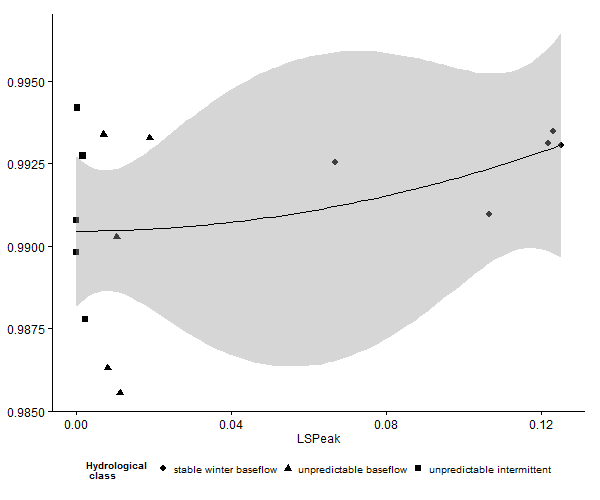 0.9950
0.9925
0.9900
0.9875
0.9850
0.00 0.04 0.08 0.12
LSPeak
Hydrological
class
stable winter baseflow unpredictable baseflow unpredictable intermittent